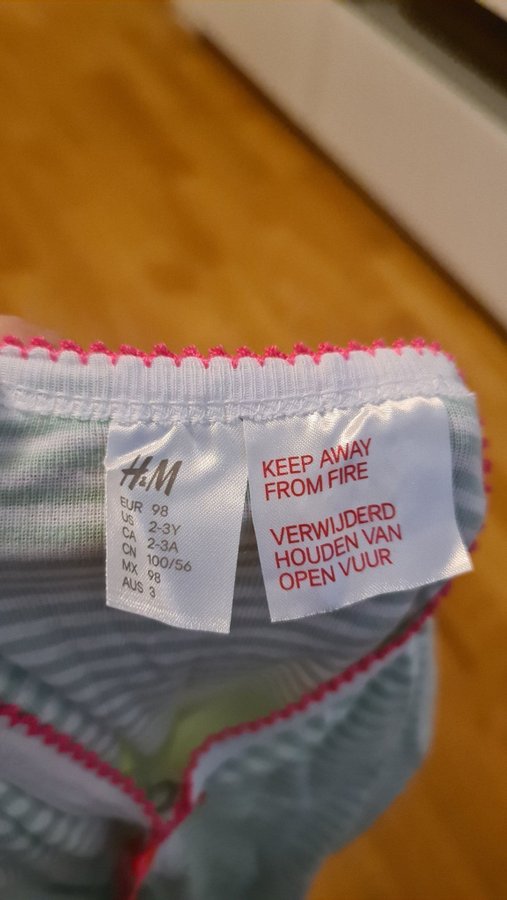 H&M
EUR 98
US 2-3Y
CA 2-3A
CN 100/56
MX 98
AUS 3
KEEP AWAY
FROM FIRE
VERWIJDERD
HOUDEN VAN
OPEN VUUR